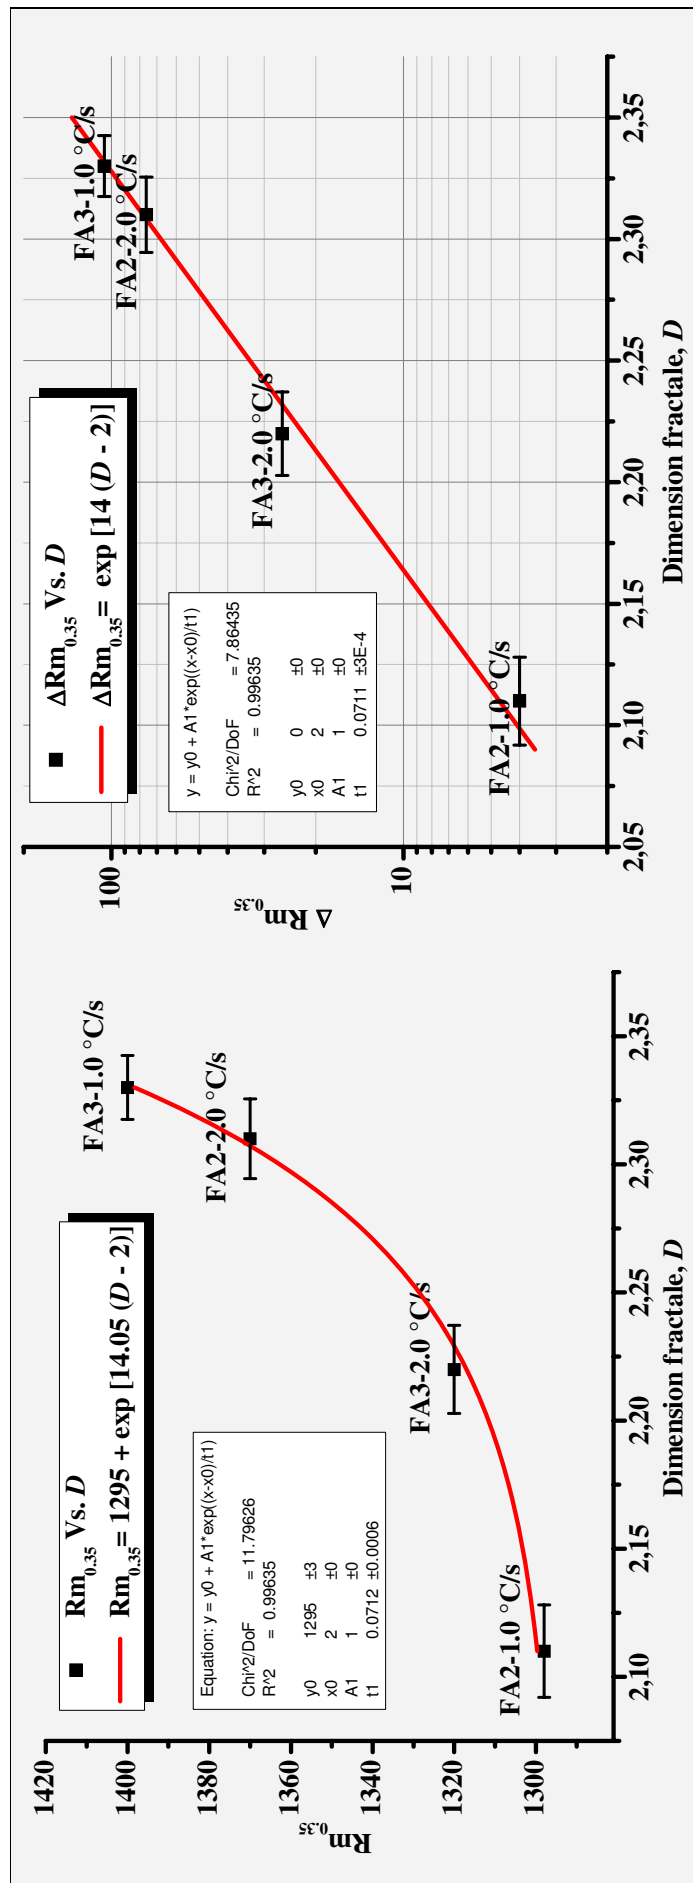 Rm0.35 Vs. D
Rm0.35= 1295 + exp [14.05 (D - 2)]
Equation: y = y0 + A1*exp((x-x0)/t1)
Chi^2/DoF = 11.79626
R^2 = 0.99635
y0 1295 ±3
x0 2 ±0
A1 1 ±0
t1 0.0712 ±0.0006
FA3-1.0 °C/s
FA2-2.0 °C/s
FA3-2.0 °C/s
FA2-1.0 °C/s
1420
1400
1380
1360
1340
1320
1300
Rm0.35
2,10
2,15
2,20
2,25
2,30
2,35
Dimension fractale, D
ΔRm0.35 Vs. D
ΔRm0.35= exp [14 (D - 2)]
y = y0 + A1*exp((x-x0)/t1)
Chi^2/DoF = 7.86435
R^2 = 0.99635
y0 0 ±0
x0 2 ±0
A1 1 ±0
t1 0.0711 ±3E-4
FA3-1.0 °C/s
FA2-2.0 °C/s
FA3-2.0 °C/s
FA2-1.0 °C/s
100
10
Δ Rm0.35
2,05
2,10
2,15
2,20
2,25
2,30
2,35
Dimension fractale, D